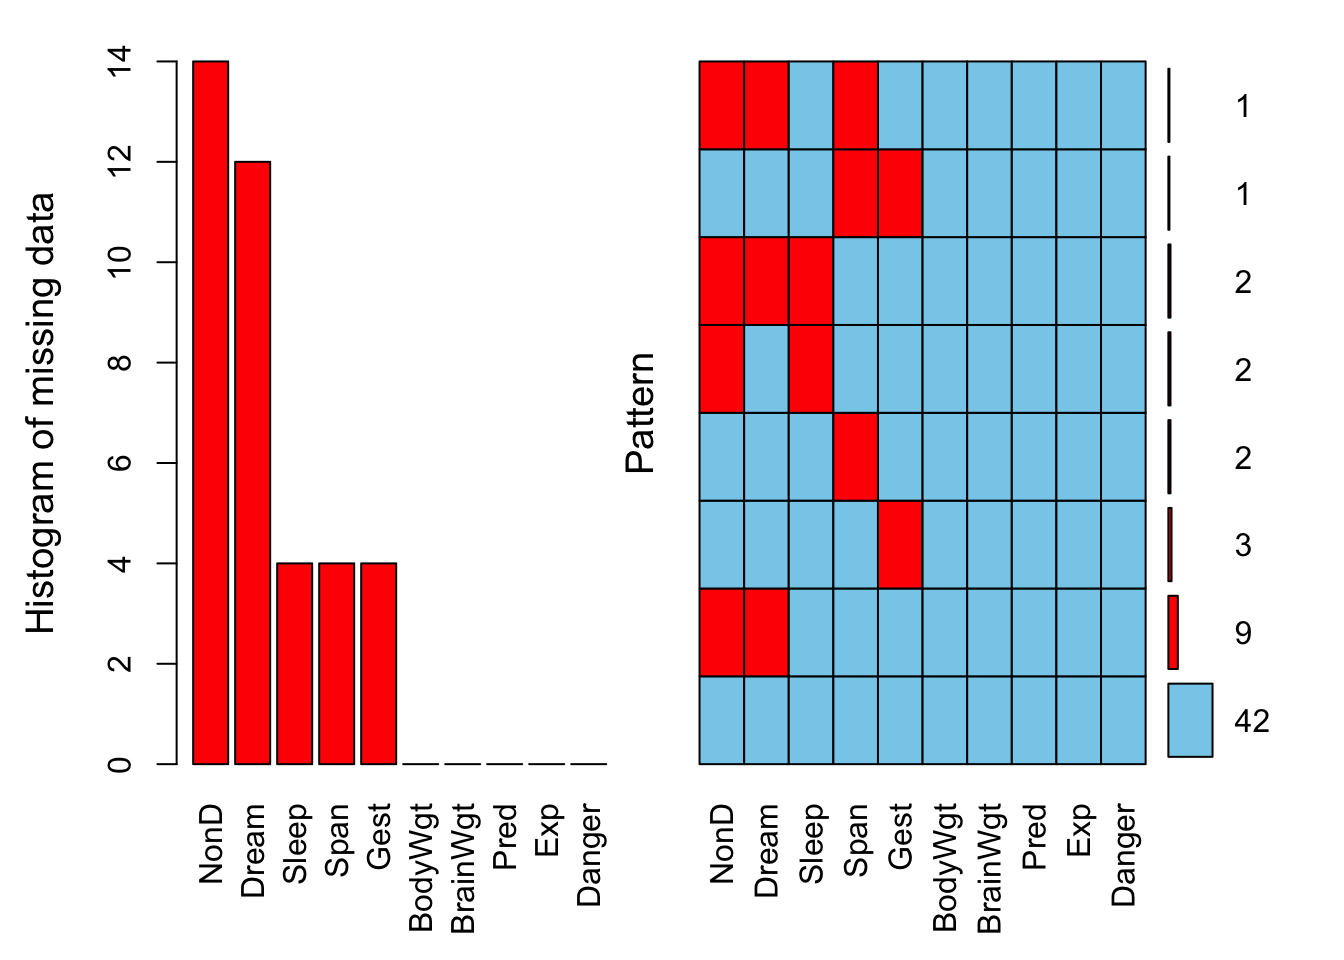 Histogram of missing data
14
12
10
8
6
4
2
0
NonD
Dream
Sleep
Span
Gest
BodyWgt
BrainWgt
Pred
Exp
Danger
Pattern
1
1
2
2
2
3
9
42
NonD
Dream
Sleep
Span
Gest
BodyWgt
BrainWgt
Pred
Exp
Danger